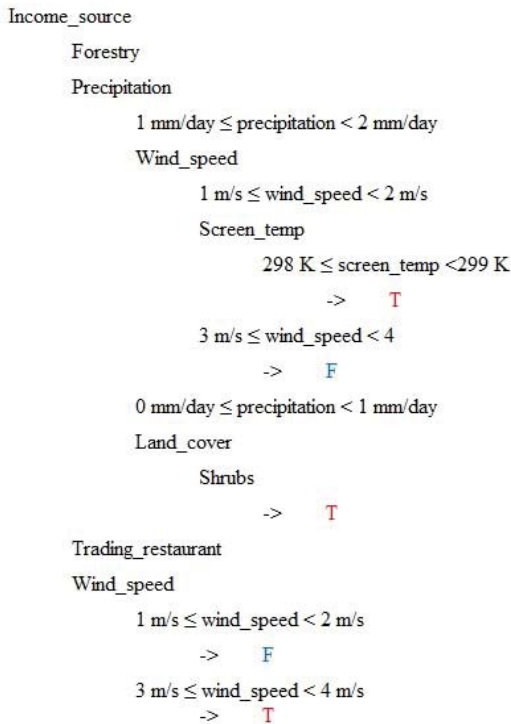 Income_source
Forestry
Precipitation
1 mm/day ≤ precipitation < 2 mm/day
Wind_speed
1 m/s ≤ wind_speed < 2 m/s
Screen_temp
298 K ≤ screen_temp <299 K
-> T
3 m/s ≤ wind_speed < 4
-> F
0 mm/day ≤ precipitation < 1 mm/day
Land_cover
Shrubs
-> T
Trading_restaurant
Wind_speed
1 m/s ≤ wind_speed < 2 m/s
-> F
3 m/s ≤ wind_speed < 4 m/s
-> T